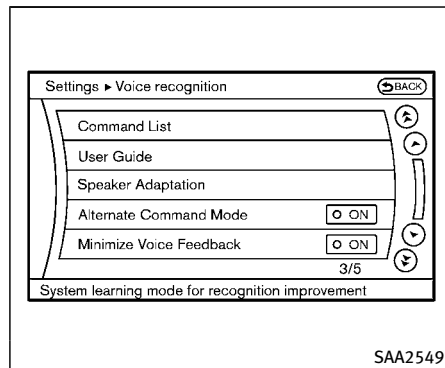 Settings ▸ Voice recognition
BACK
Command List
User Guide
Speaker Adaptation
Alternate Command Mode ON
Minimize Voice Feedback ON
3/5
System learning mode for recognition improvement
SAA2549